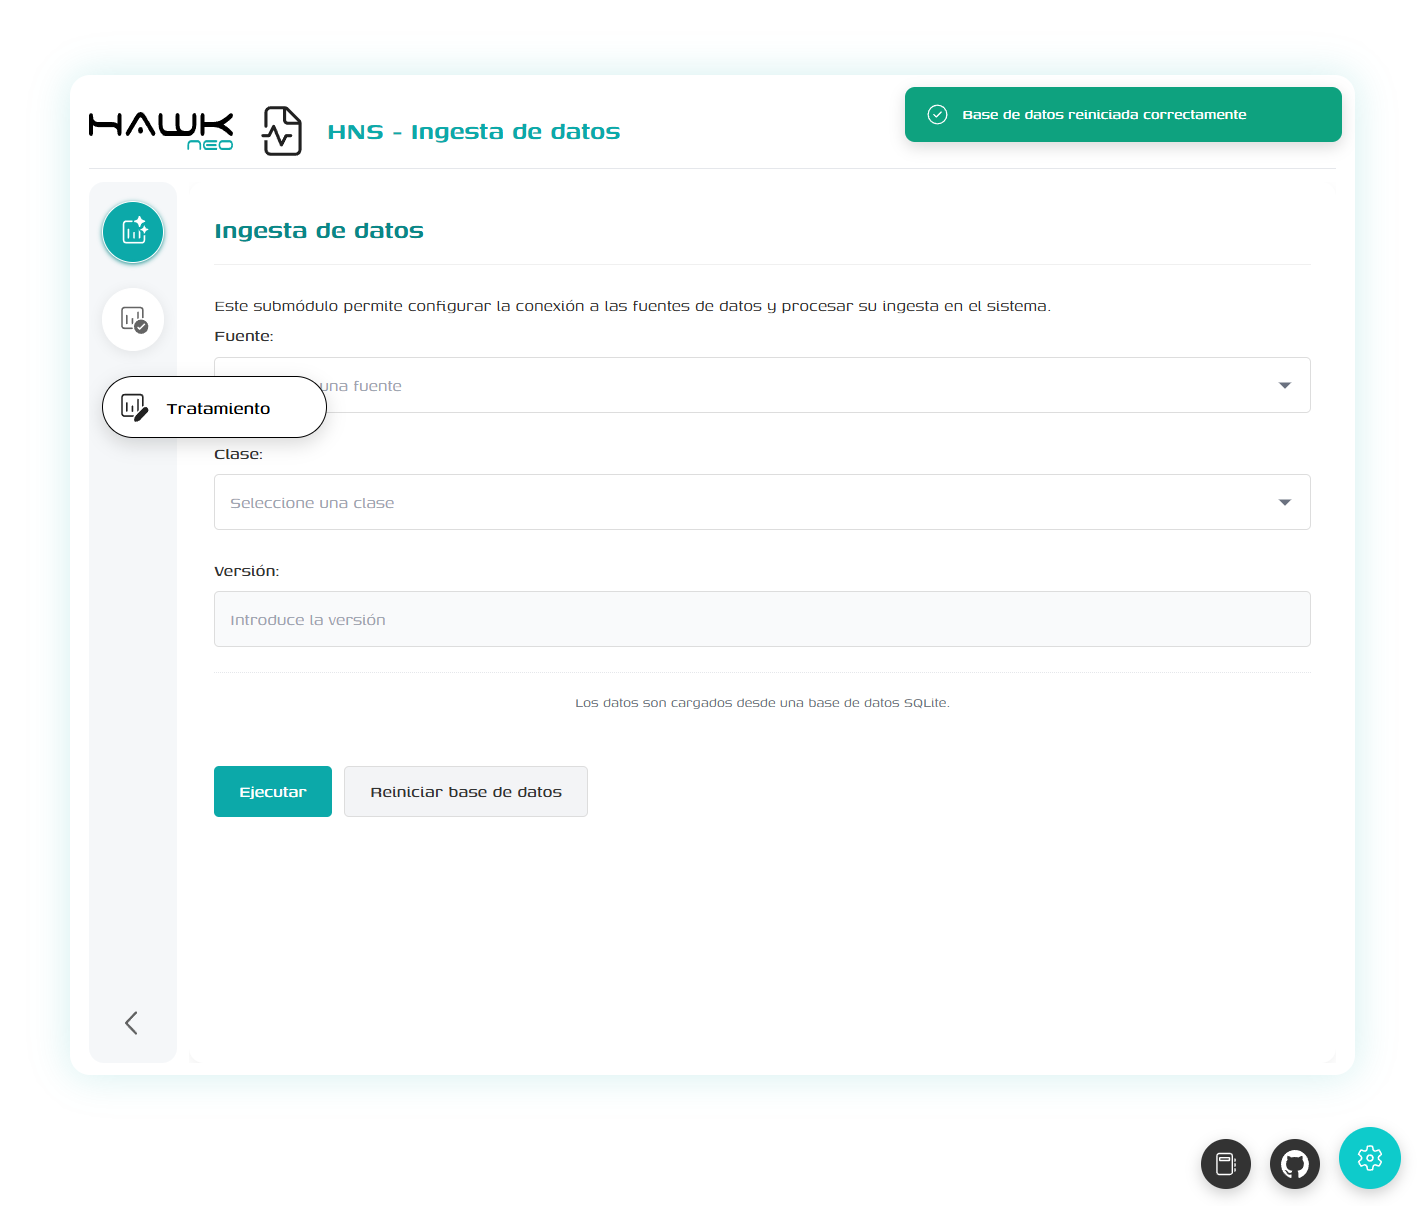 HAWK
neo
HNS - Ingesta de datos
Base de datos reiniciada correctamente
Ingesta de datos
Este submódulo permite configurar la conexión a las fuentes de datos y procesar su ingesta en el sistema.
Fuente:
una fuente
Tratamiento
Clase:
Seleccione una clase
Versión:
Introduce la versión
Los datos son cargados desde una base de datos SQLite.
Ejecutar
Reiniciar base de datos